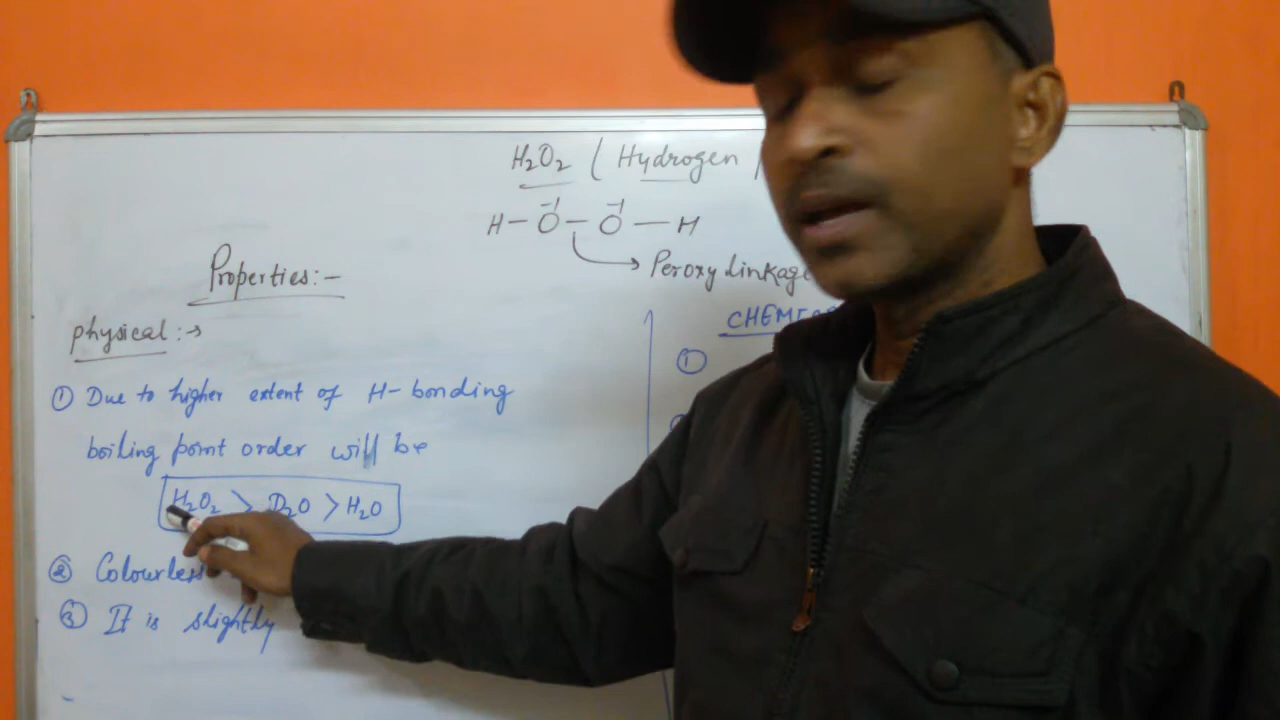 H2O2 ( Hydrogen
H - O⁻¹ - O⁻¹ - H
Peroxy Linkage
Properties:-
physical :→
① Due to higher extent of H-bonding
boiling point order will be
H2O2 > D2O > H2O
② Colourless
③ It is slightly
①